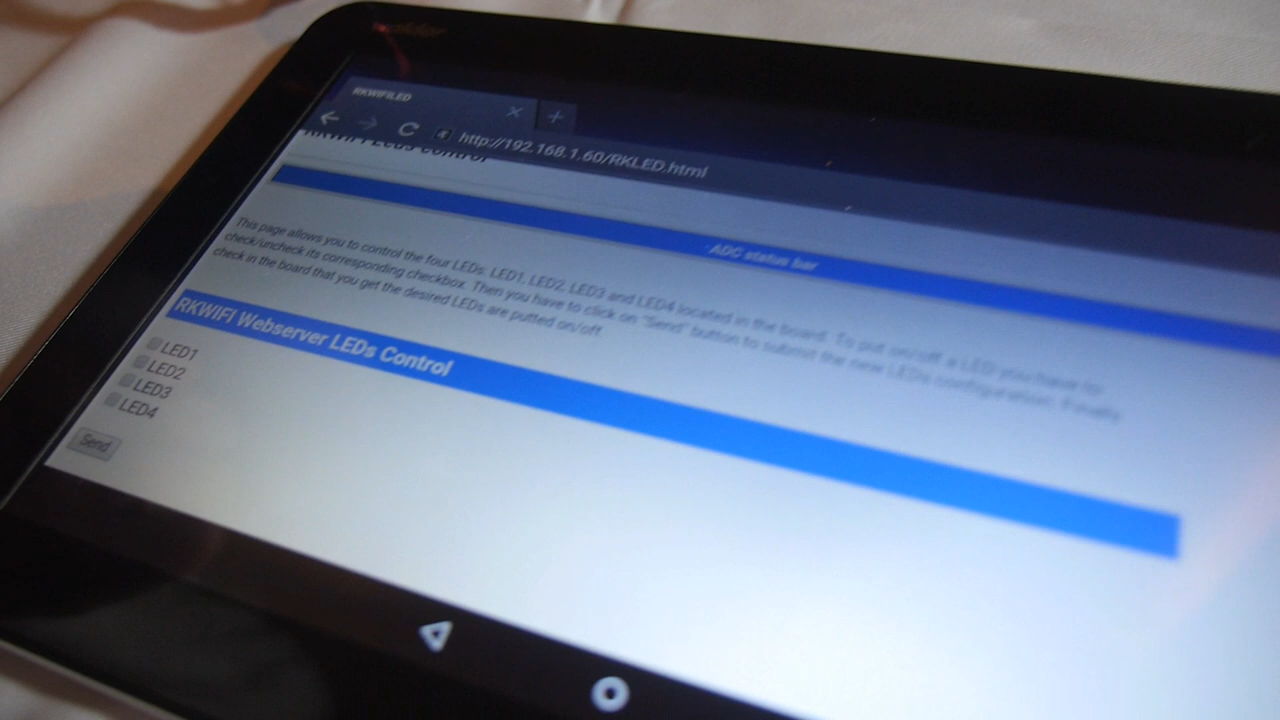 RKWIFILED
http://192.168.1.60/RKLED.html
RKWiFi Leds Control
- ADC status bar
This page allows you to control the four LEDs: LED1, LED2, LED3 and LED4 located in the board. To put on/off a LED you have to
check/uncheck its corresponding checkbox. Then you have to click on "Send" button to submit the new LEDs configuration. Finally
check in the board that you get the desired LEDs are putted on/off.
RKWIFI Webserver LEDs Control
LED1
LED2
LED3
LED4
Send